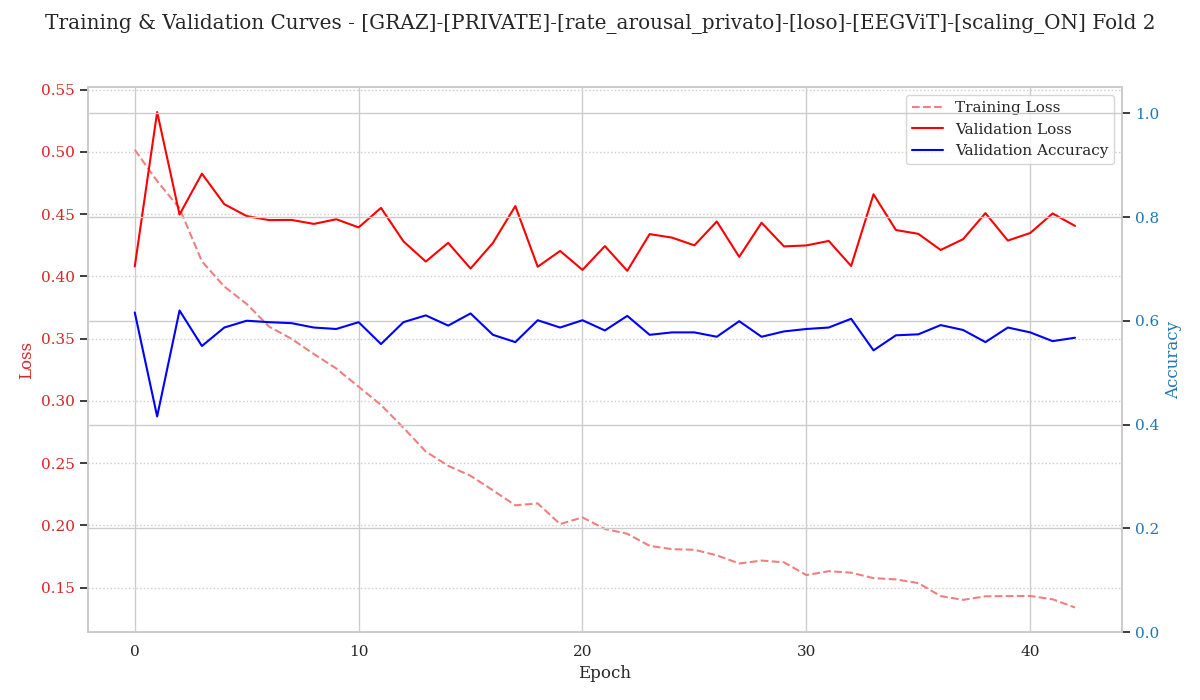 Training & Validation Curves - [GRAZ]-[PRIVATE]-[rate_arousal_privato]-[loso]-[EEGViT]-[scaling_ON] Fold 2
Training Loss
Validation Loss
Validation Accuracy
0.55
0.50
0.45
0.40
0.35
0.30
0.25
0.20
0.15
Loss
1.0
0.8
0.6
0.4
0.2
0.0
Accuracy
0
10
20
30
40
Epoch